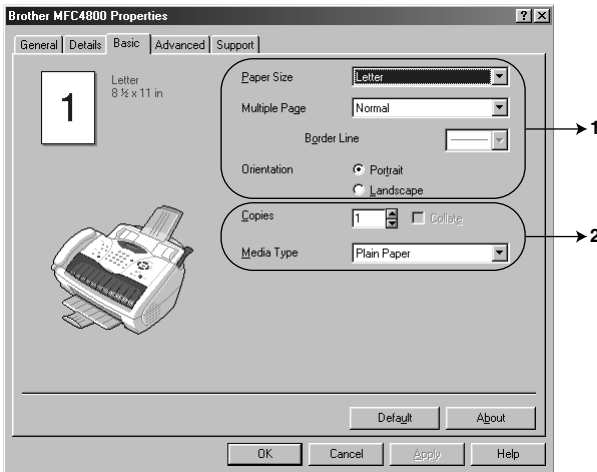 Brother MFC4800 Properties
? ×
General Details Basic Advanced Support
1
Letter
8 ½ x 11 in
Paper Size Letter
Multiple Page Normal
Border Line
Orientation Portrait
Landscape
1
Copies 1 Collate
Media Type Plain Paper
2
Default About
OK Cancel Apply Help